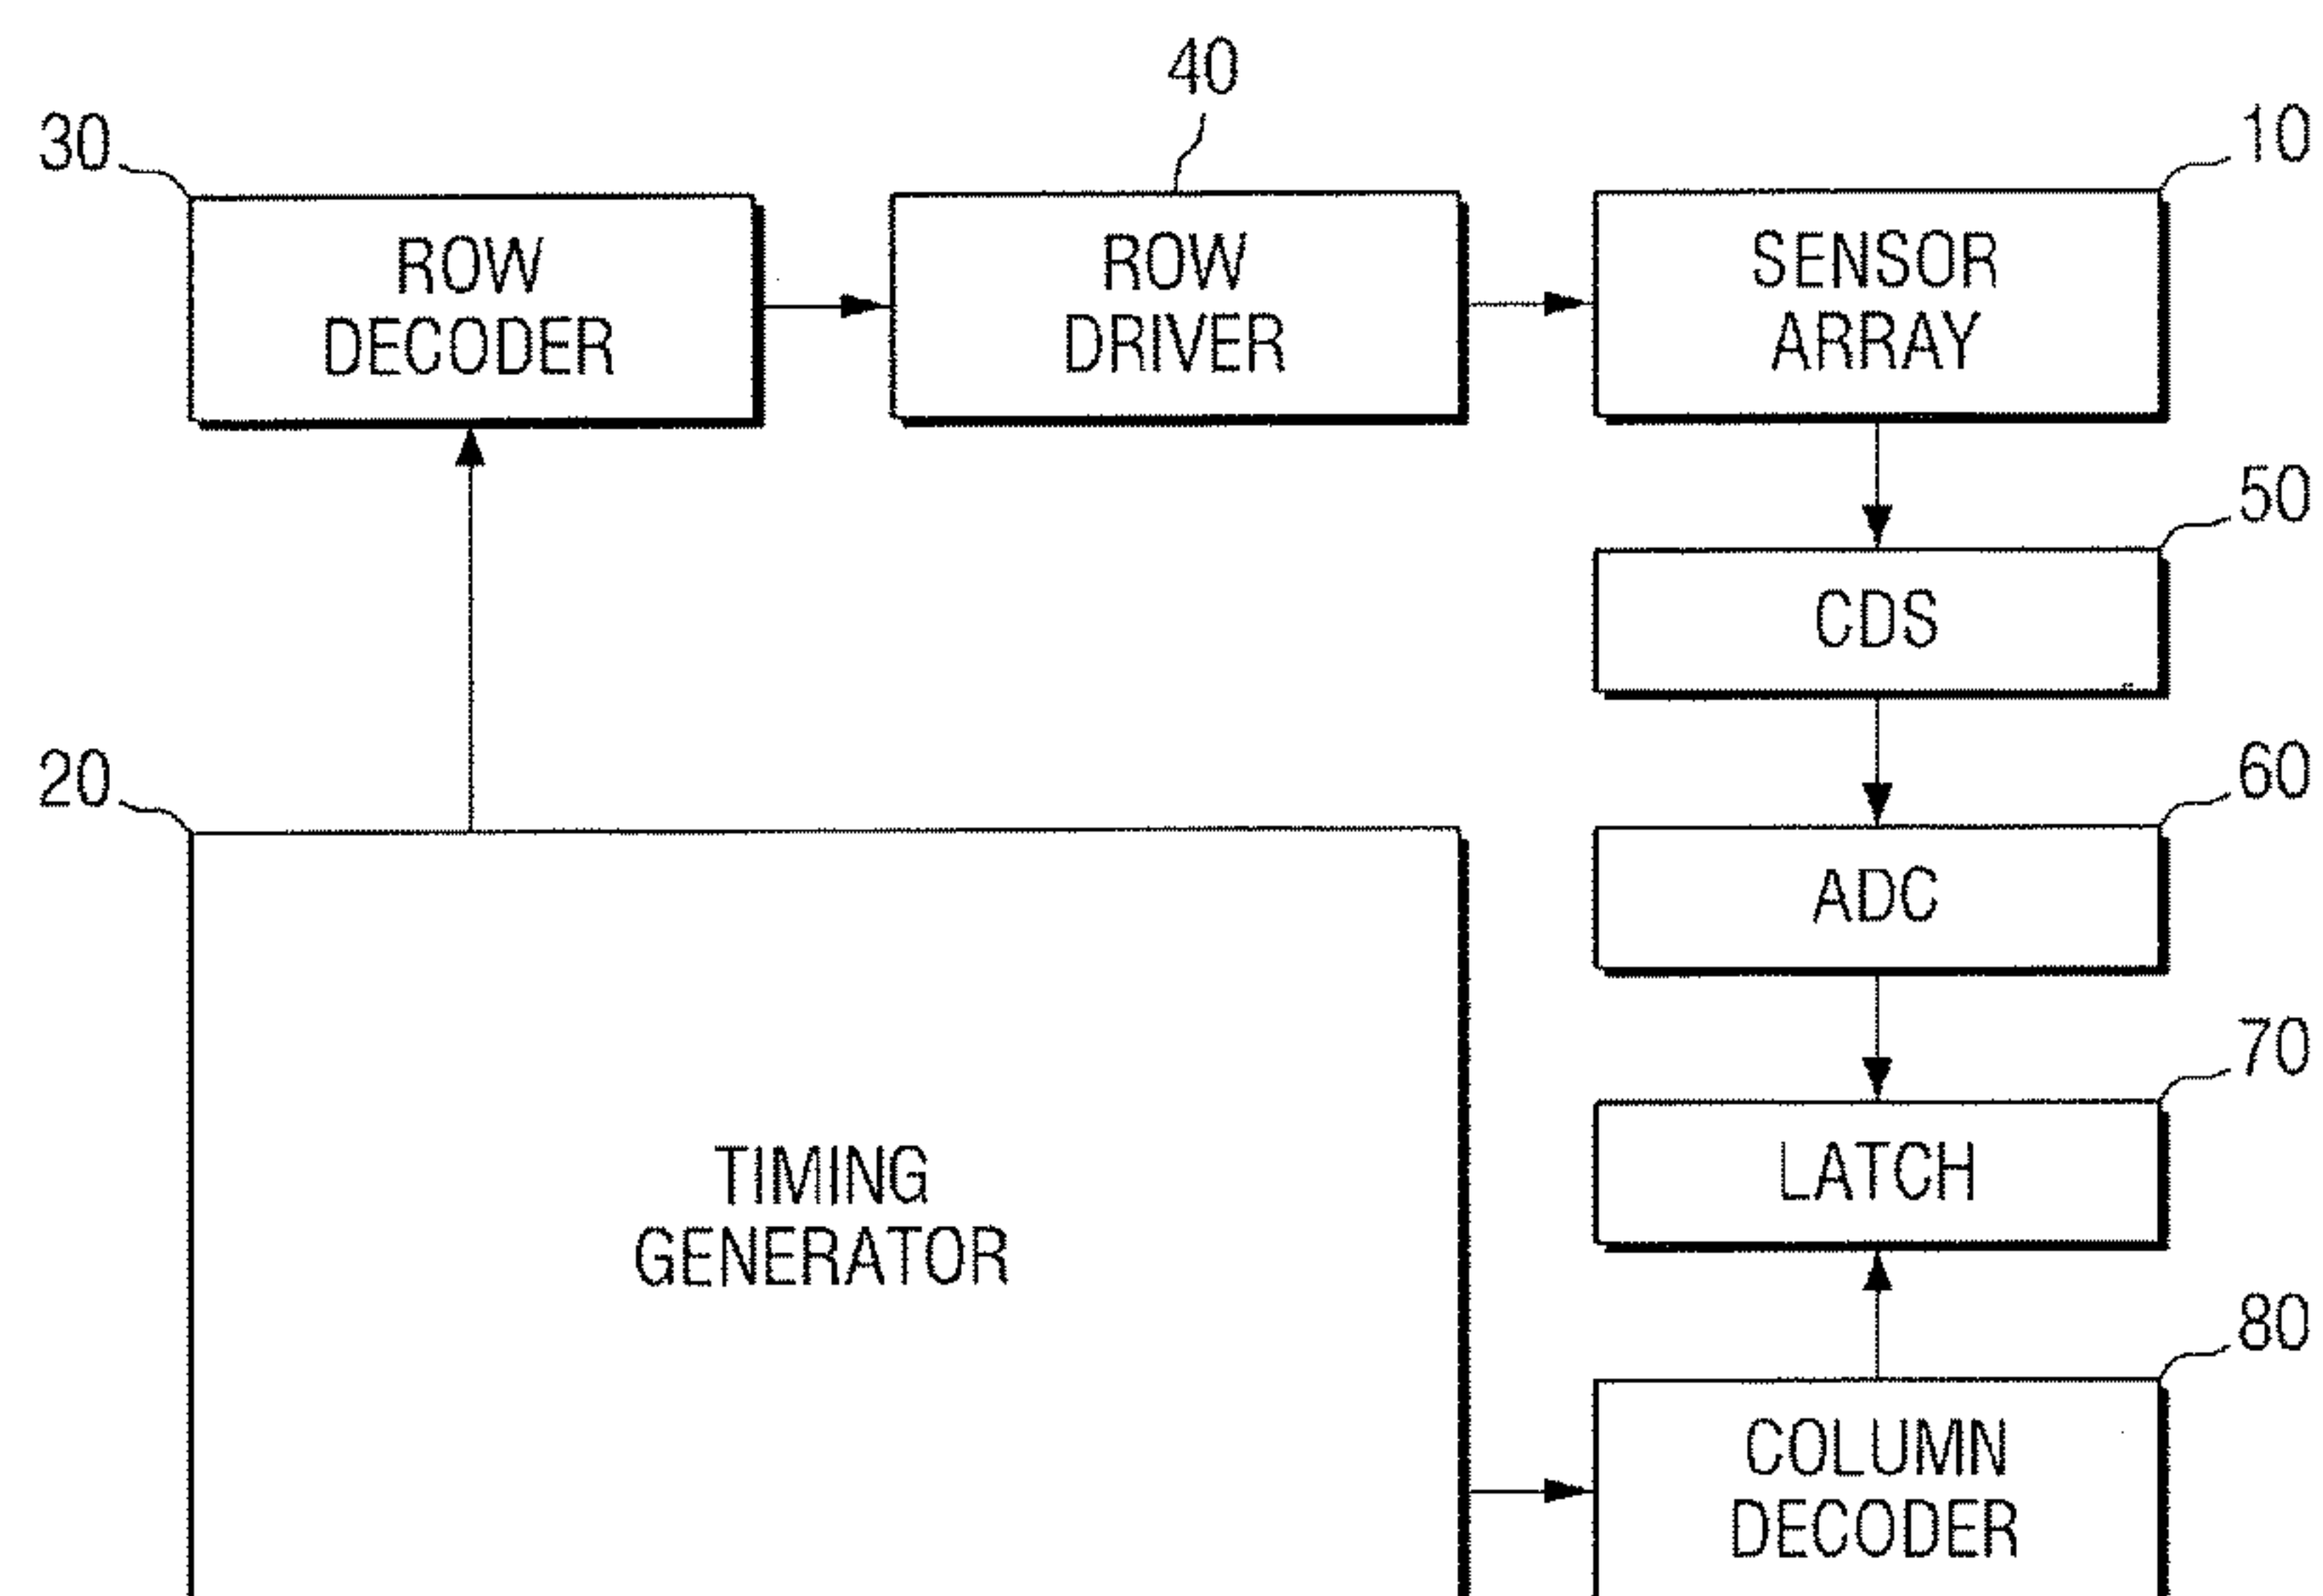 40
30
10
ROW
DECODER
ROW
DRIVER
SENSOR
ARRAY
50
CDS
20
60
ADC
70
TIMING
GENERATOR
LATCH
80
COLUMN
DECODER